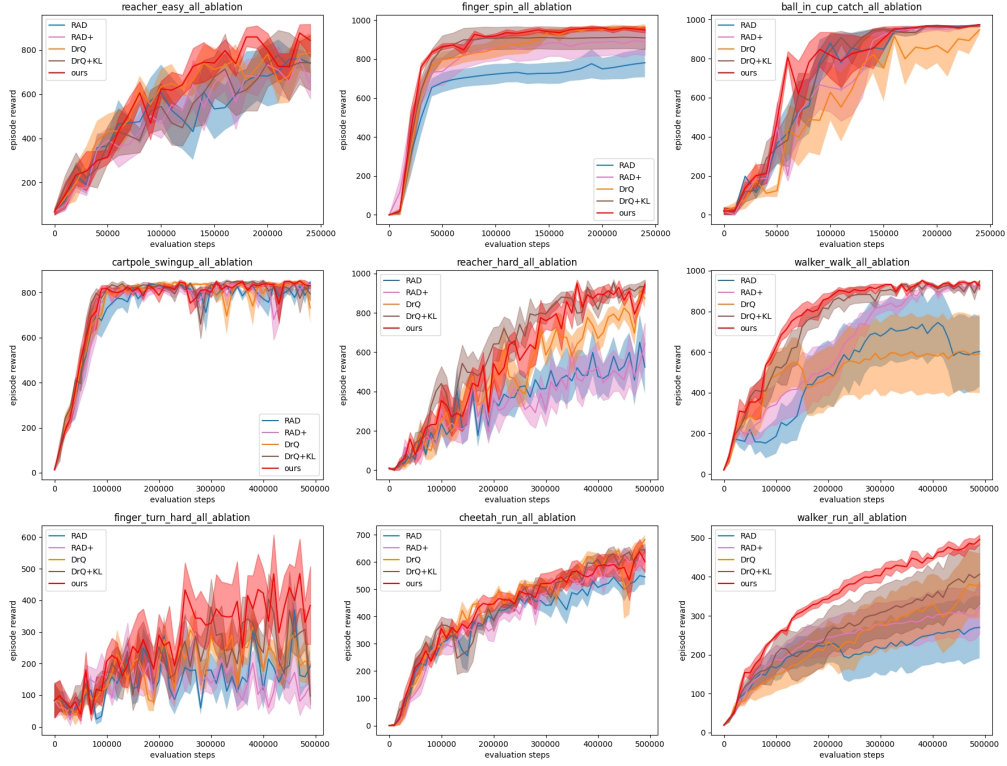 reacher_easy_all_ablation
episode reward
800
600
400
200
0
50000
100000
150000
200000
250000
evaluation steps
RAD
RAD+
DrQ
DrQ+KL
ours
finger_spin_all_ablation
episode reward
1000
800
600
400
200
0
0
50000
100000
150000
200000
250000
evaluation steps
RAD
RAD+
DrQ
DrQ+KL
ours
ball_in_cup_catch_all_ablation
episode reward
1000
800
600
400
200
0
0
50000
100000
150000
200000
250000
evaluation steps
RAD
RAD+
DrQ
DrQ+KL
ours
cartpole_swingup_all_ablation
episode reward
800
600
400
200
0
0
100000
200000
300000
400000
500000
evaluation steps
RAD
RAD+
DrQ
DrQ+KL
ours
reacher_hard_all_ablation
episode reward
1000
800
600
400
200
0
0
100000
200000
300000
400000
500000
evaluation steps
RAD
RAD+
DrQ
DrQ+KL
ours
walker_walk_all_ablation
episode reward
1000
800
600
400
200
0
0
100000
200000
300000
400000
500000
evaluation steps
RAD
RAD+
DrQ
DrQ+KL
ours
finger_turn_hard_all_ablation
episode reward
600
500
400
300
200
100
0
0
100000
200000
300000
400000
500000
evaluation steps
RAD
RAD+
DrQ
DrQ+KL
ours
cheetah_run_all_ablation
episode reward
700
600
500
400
300
200
100
0
0
100000
200000
300000
400000
500000
evaluation steps
RAD
RAD+
DrQ
DrQ+KL
ours
walker_run_all_ablation
episode reward
500
400
300
200
100
0
0
100000
200000
300000
400000
500000
evaluation steps
RAD
RAD+
DrQ
DrQ+KL
ours